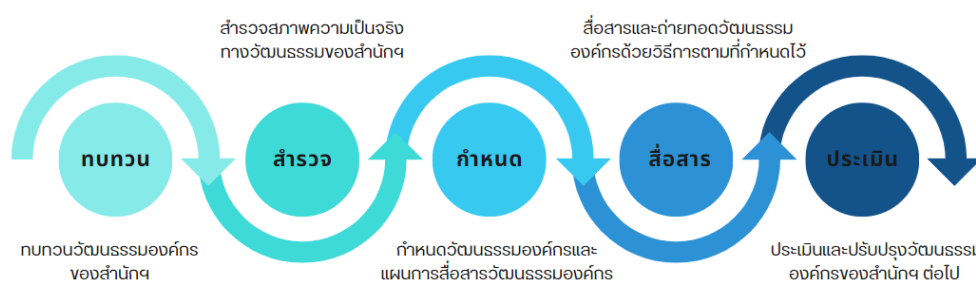 สำรวจสภาพความเป็นจริง
ทางวัฒนธรรมของสำนักฯ
สื่อสารและถ่ายทอดวัฒนธรรม
องค์กรด้วยวิธีการตามที่กำหนดไว้
ทบทวน
สำรวจ
กำหนด
สื่อสาร
ประเมิน
ทบทวนวัฒนธรรมองค์กร
ของสำนักฯ
กำหนดวัฒนธรรมองค์กรและ
แผนการสื่อสารวัฒนธรรมองค์กร
ประเมินและปรับปรุงวัฒนธรรม
องค์กรของสำนักฯ ต่อไป